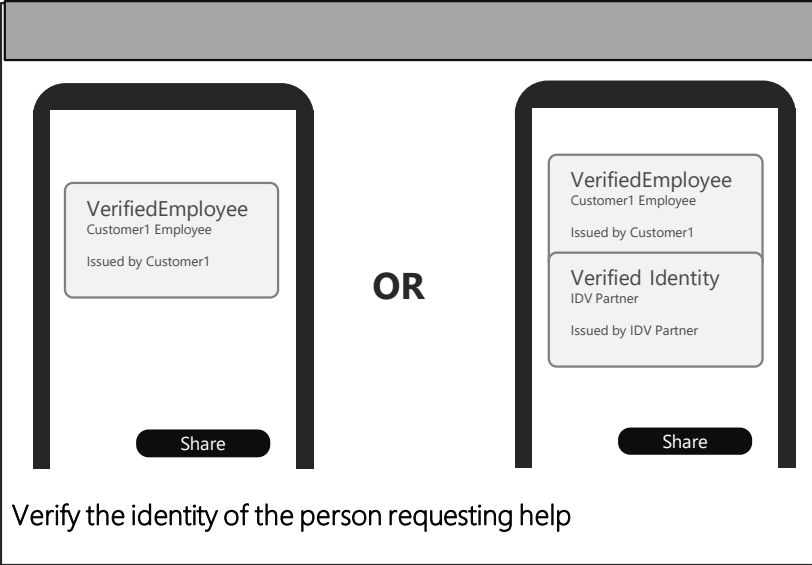 VerifiedEmployee
Customer1 Employee
Issued by Customer1
Share
OR
VerifiedEmployee
Customer1 Employee
Issued by Customer1
Verified Identity
IDV Partner
Issued by IDV Partner
Share
Verify the identity of the person requesting help